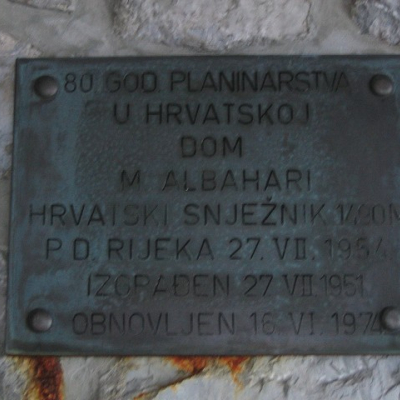 80. GOD. PLANINARSTVA
U HRVATSKOJ
DOM
M. ALBAHARI
HRVATSKI SNJEŽNIK
P.D. RIJEKA 27. VII. 1954.
IZGRAĐEN 27. VII 1951.
OBNOVLJEN 16. VI. 1974